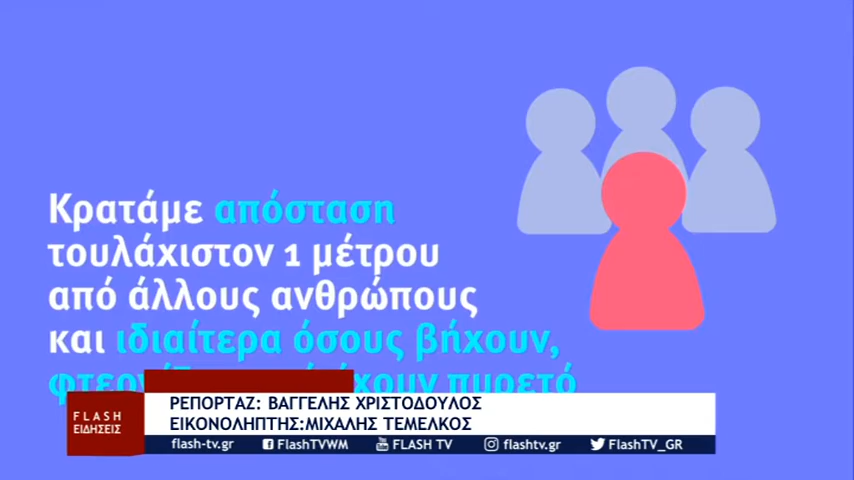 Κρατάμε απόσταση
τουλάχιστον 1 μέτρου
από άλλους ανθρώπους
και ιδιαίτερα όσους βήχουν,
πυρετό
ΡΕΠΟΡΤΑΖ: ΒΑΓΓΕΛΗΣ ΧΡΙΣΤΟΔΟΥΛΟΣ
ΕΙΚΟΝΟΛΗΠΤΗΣ:ΜΙΧΑΛΗΣ ΤΕΜΕΛΚΟΣ
FLASH
ΕΙΔΗΣΕΙΣ
flash-tv.gr FlashTVWM FLASH TV flashtv.gr FlashTV_GR